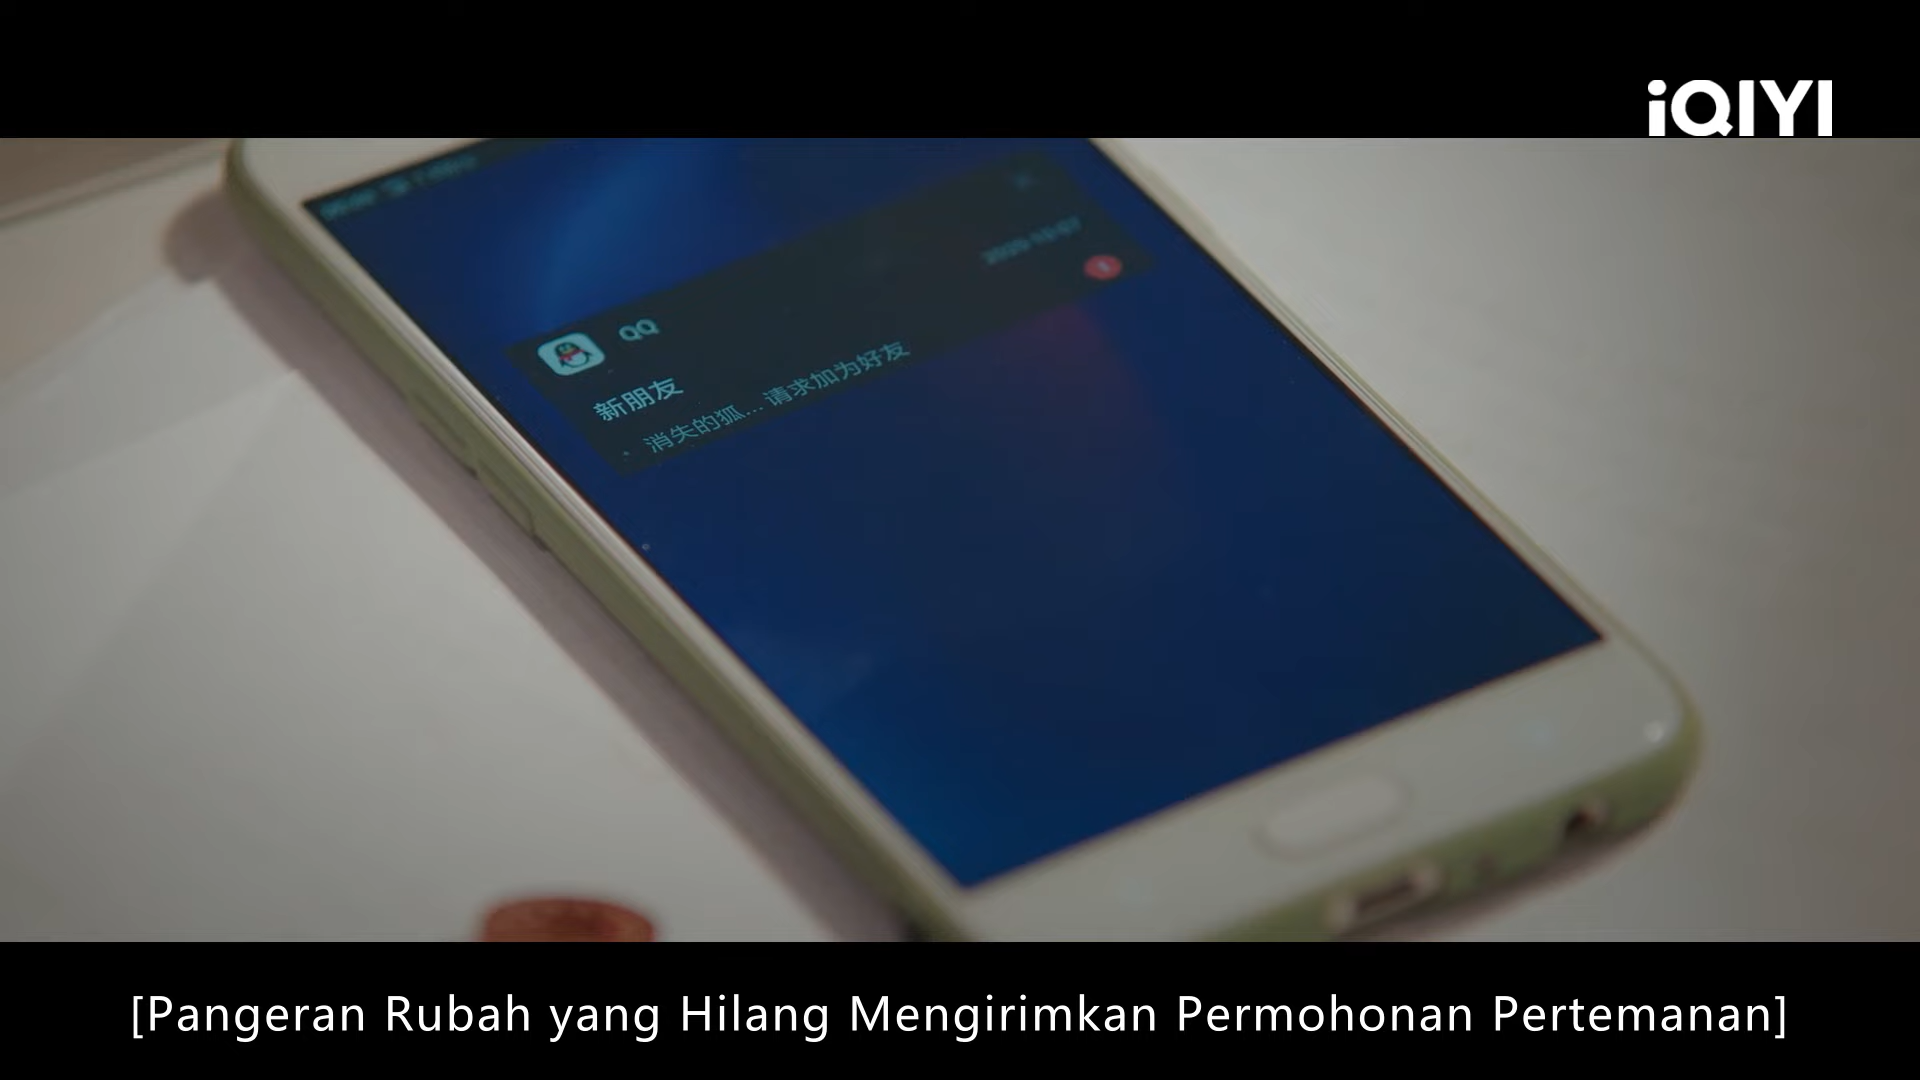 iQIYI
QQ
新朋友
消失的狐... 请求加为好友
[Pangeran Rubah yang Hilang Mengirimkan Permohonan Pertemanan]